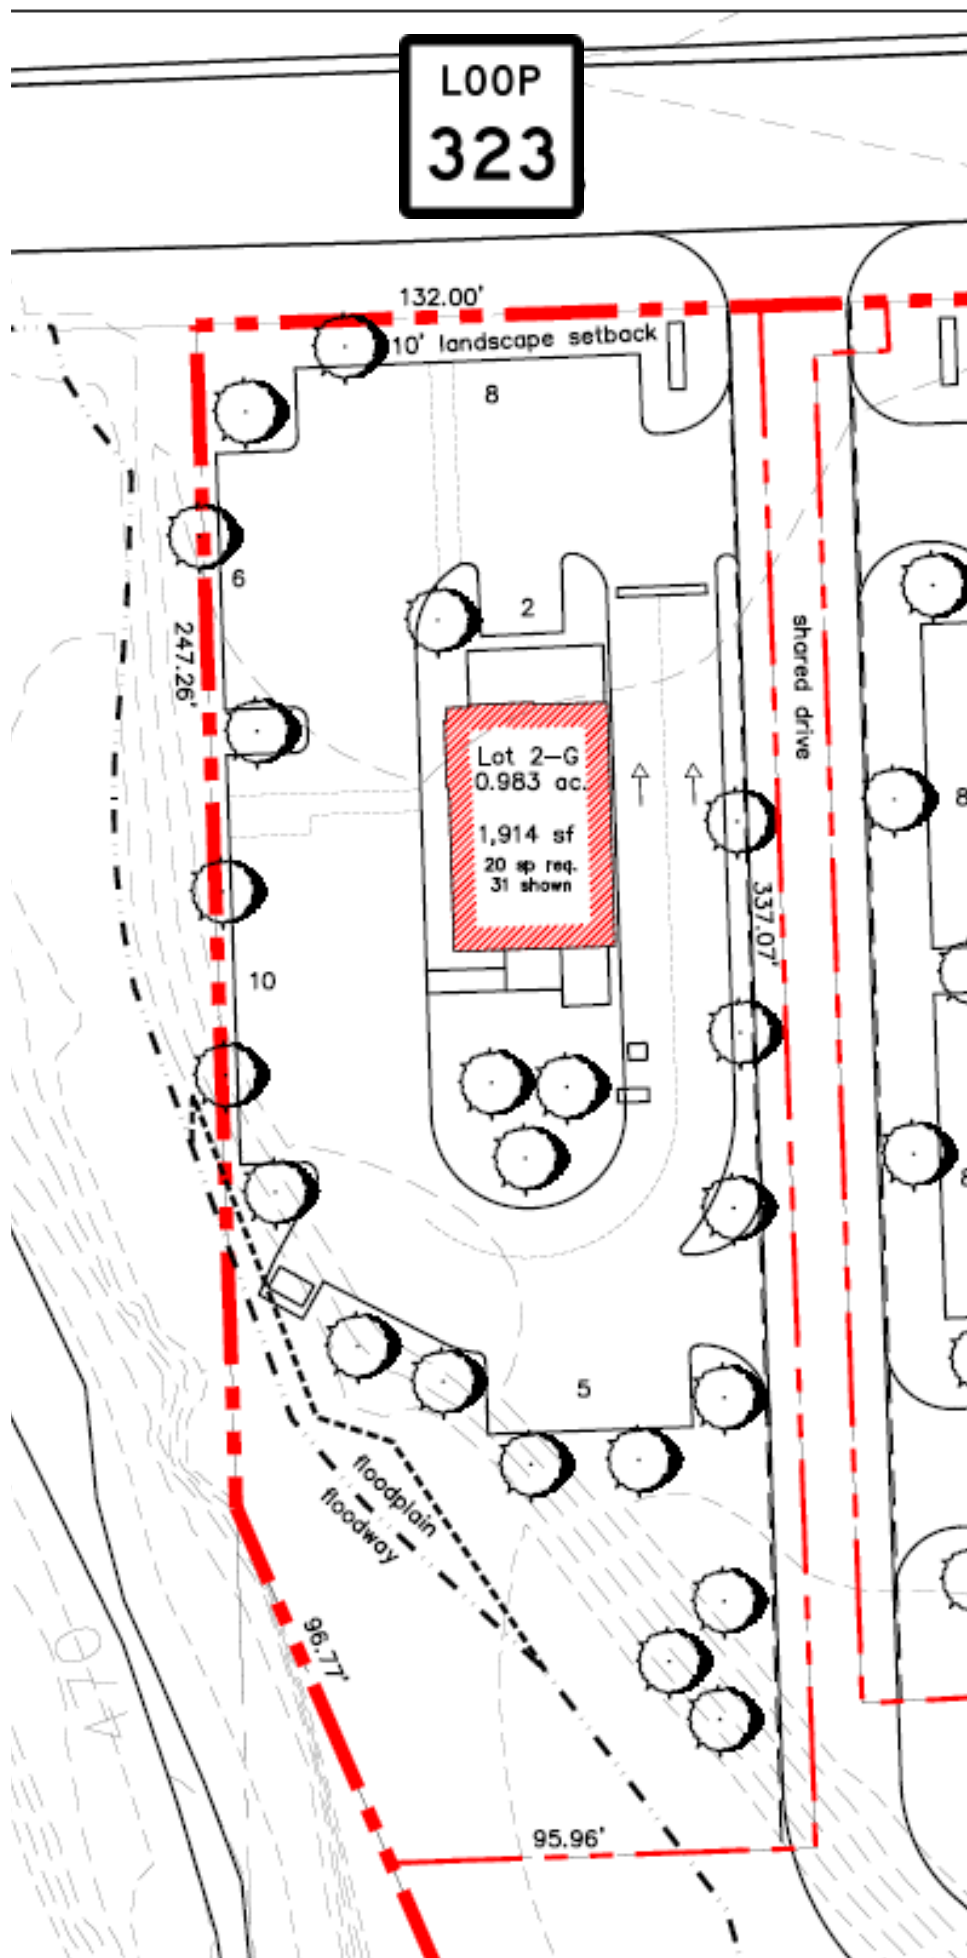 LOOP
323
132.00'
10' landscape setback
8
6
2
247.26'
shared drive
Lot 2-G
0.983 ac.
1,914 sf
20 sp req.
31 shown
8
337.07'
10
8
5
floodplain
floodway
96.77'
470
95.96'